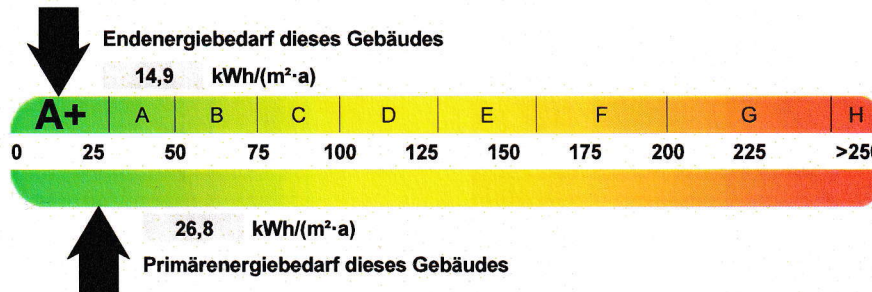 Endenergiebedarf dieses Gebäudes
14,9 kWh/(m²·a)
A+ A B C D E F G H
0 25 50 75 100 125 150 175 200 225 >250
26,8 kWh/(m²·a)
Primärenergiebedarf dieses Gebäudes